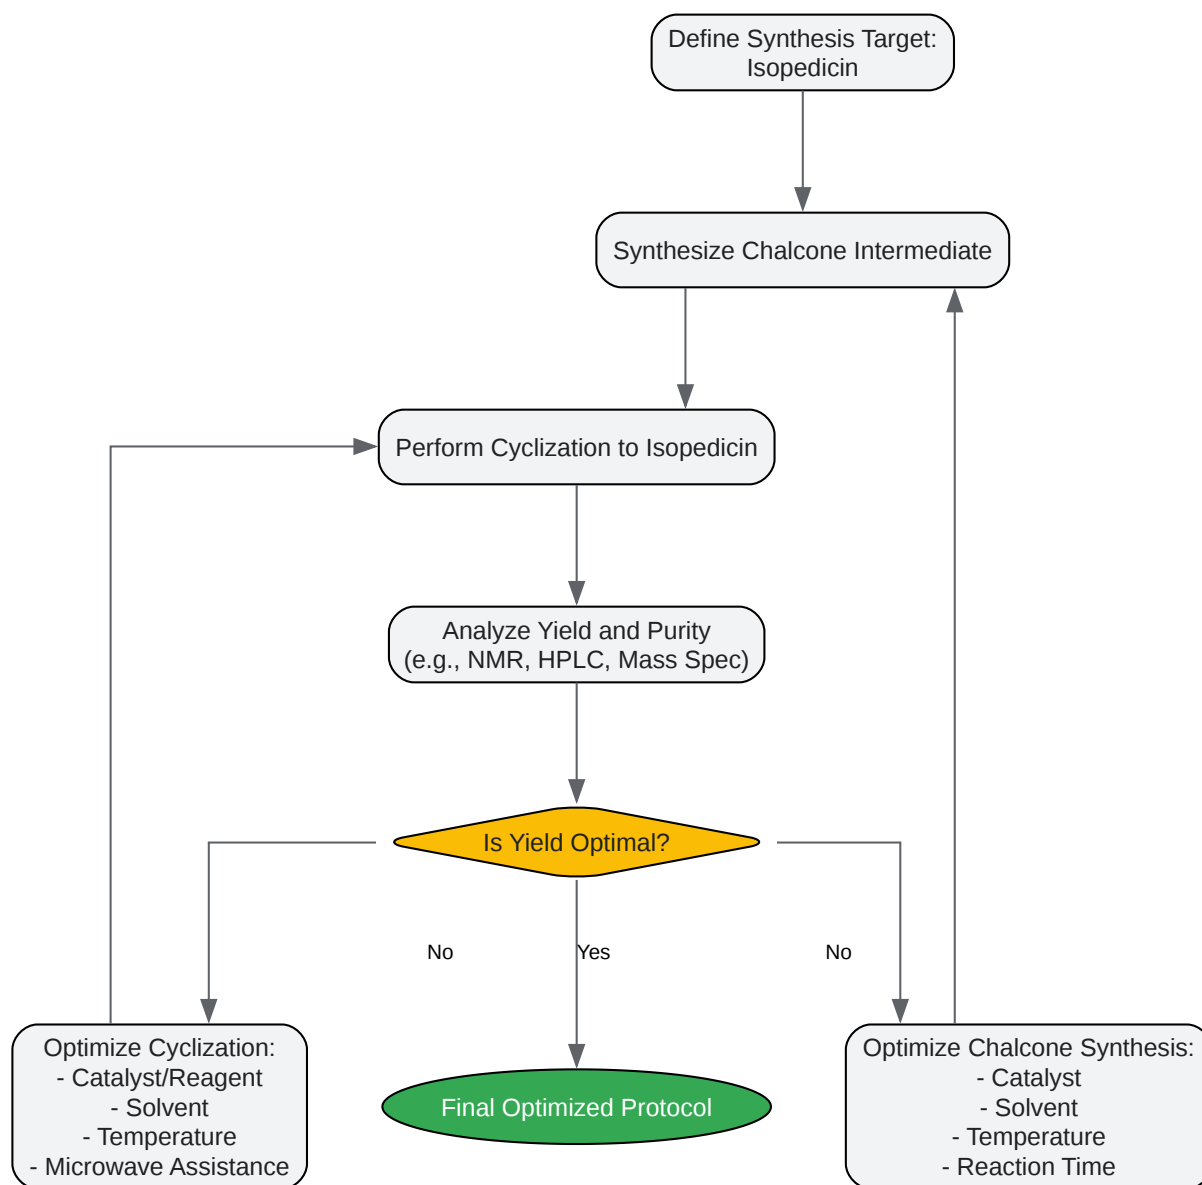 Define Synthesis Target:
Isopedicin
Synthesize Chalcone Intermediate
Perform Cyclization to Isopedicin
Analyze Yield and Purity
(e.g., NMR, HPLC, Mass Spec)
Is Yield Optimal?
No
Yes
No
Optimize Cyclization:
- Catalyst/Reagent
- Solvent
- Temperature
- Microwave Assistance
Final Optimized Protocol
Optimize Chalcone Synthesis:
- Catalyst
- Solvent
- Temperature
- Reaction Time